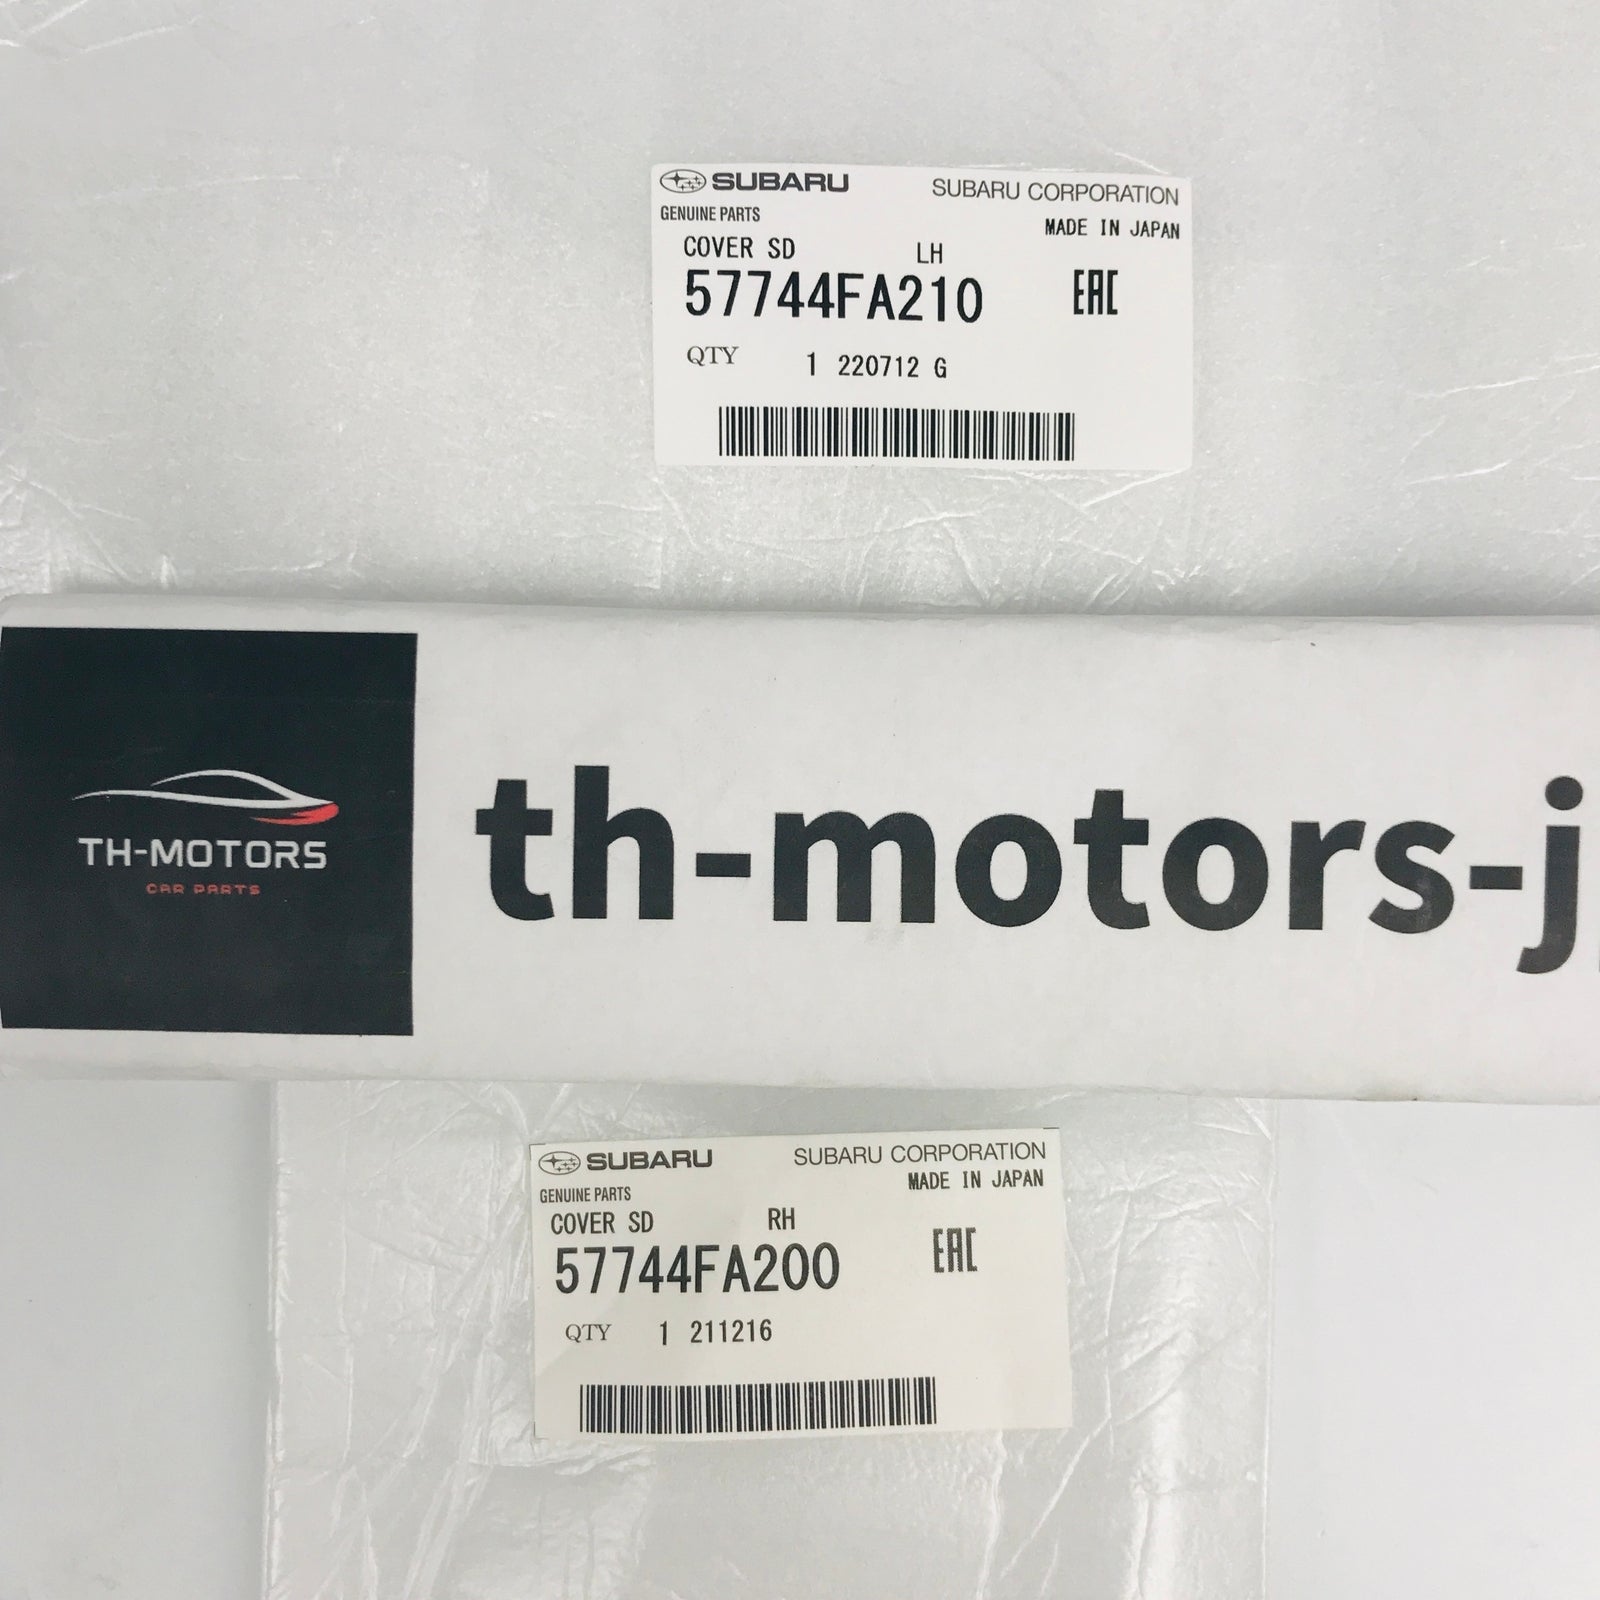 SUBARU SUBARU CORPORATION
GENUINE PARTS MADE IN JAPAN
COVER SD LH
57744FA210 EAC
QTY 1 220712 G
TH-MOTORS
CAR PARTS
th-motors-j
SUBARU SUBARU CORPORATION
GENUINE PARTS MADE IN JAPAN
COVER SD RH
57744FA200 EAC
QTY 1 211216